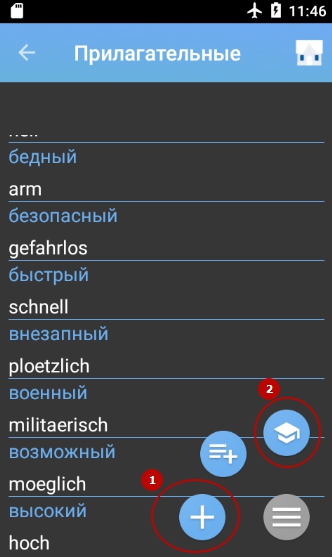 11:46
Прилагательные
бедный
arm
безопасный
gefahrlos
быстрый
schnell
внезапный
ploetzlich
военный
2
militaerisch
возможный
1
moeglich
высокий
hoch